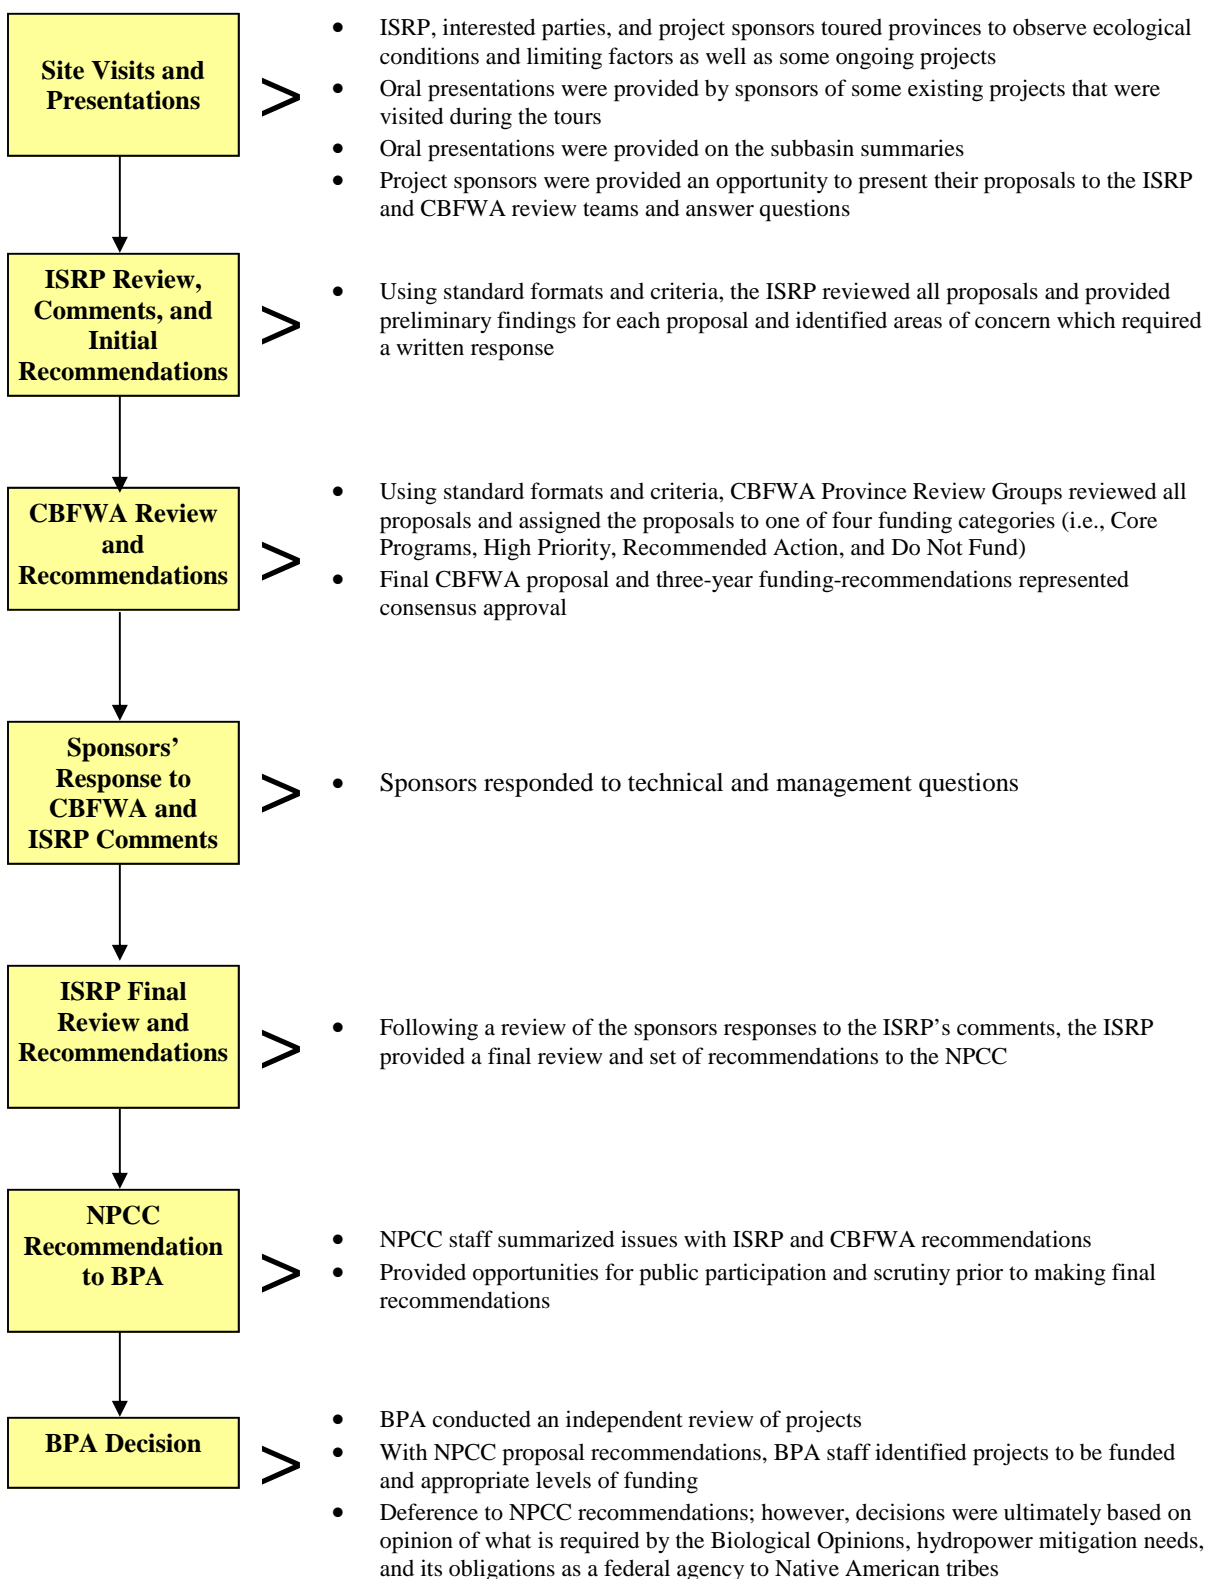 Site Visits and
Presentations
>
• ISRP, interested parties, and project sponsors toured provinces to observe ecological
conditions and limiting factors as well as some ongoing projects
• Oral presentations were provided by sponsors of some existing projects that were
visited during the tours
• Oral presentations were provided on the subbasin summaries
• Project sponsors were provided an opportunity to present their proposals to the ISRP
and CBFWA review teams and answer questions
ISRP Review,
Comments, and
Initial
Recommendations
>
• Using standard formats and criteria, the ISRP reviewed all proposals and provided
preliminary findings for each proposal and identified areas of concern which required
a written response
CBFWA Review
and
Recommendations
>
• Using standard formats and criteria, CBFWA Province Review Groups reviewed all
proposals and assigned the proposals to one of four funding categories (i.e., Core
Programs, High Priority, Recommended Action, and Do Not Fund)
• Final CBFWA proposal and three-year funding-recommendations represented
consensus approval
Sponsors’
Response to
CBFWA and
ISRP Comments
>
• Sponsors responded to technical and management questions
ISRP Final
Review and
Recommendations
>
• Following a review of the sponsors responses to the ISRP’s comments, the ISRP
provided a final review and set of recommendations to the NPCC
NPCC
Recommendation
to BPA
>
• NPCC staff summarized issues with ISRP and CBFWA recommendations
• Provided opportunities for public participation and scrutiny prior to making final
recommendations
BPA Decision
>
• BPA conducted an independent review of projects
• With NPCC proposal recommendations, BPA staff identified projects to be funded
and appropriate levels of funding
• Deference to NPCC recommendations; however, decisions were ultimately based on
opinion of what is required by the Biological Opinions, hydropower mitigation needs,
and its obligations as a federal agency to Native American tribes